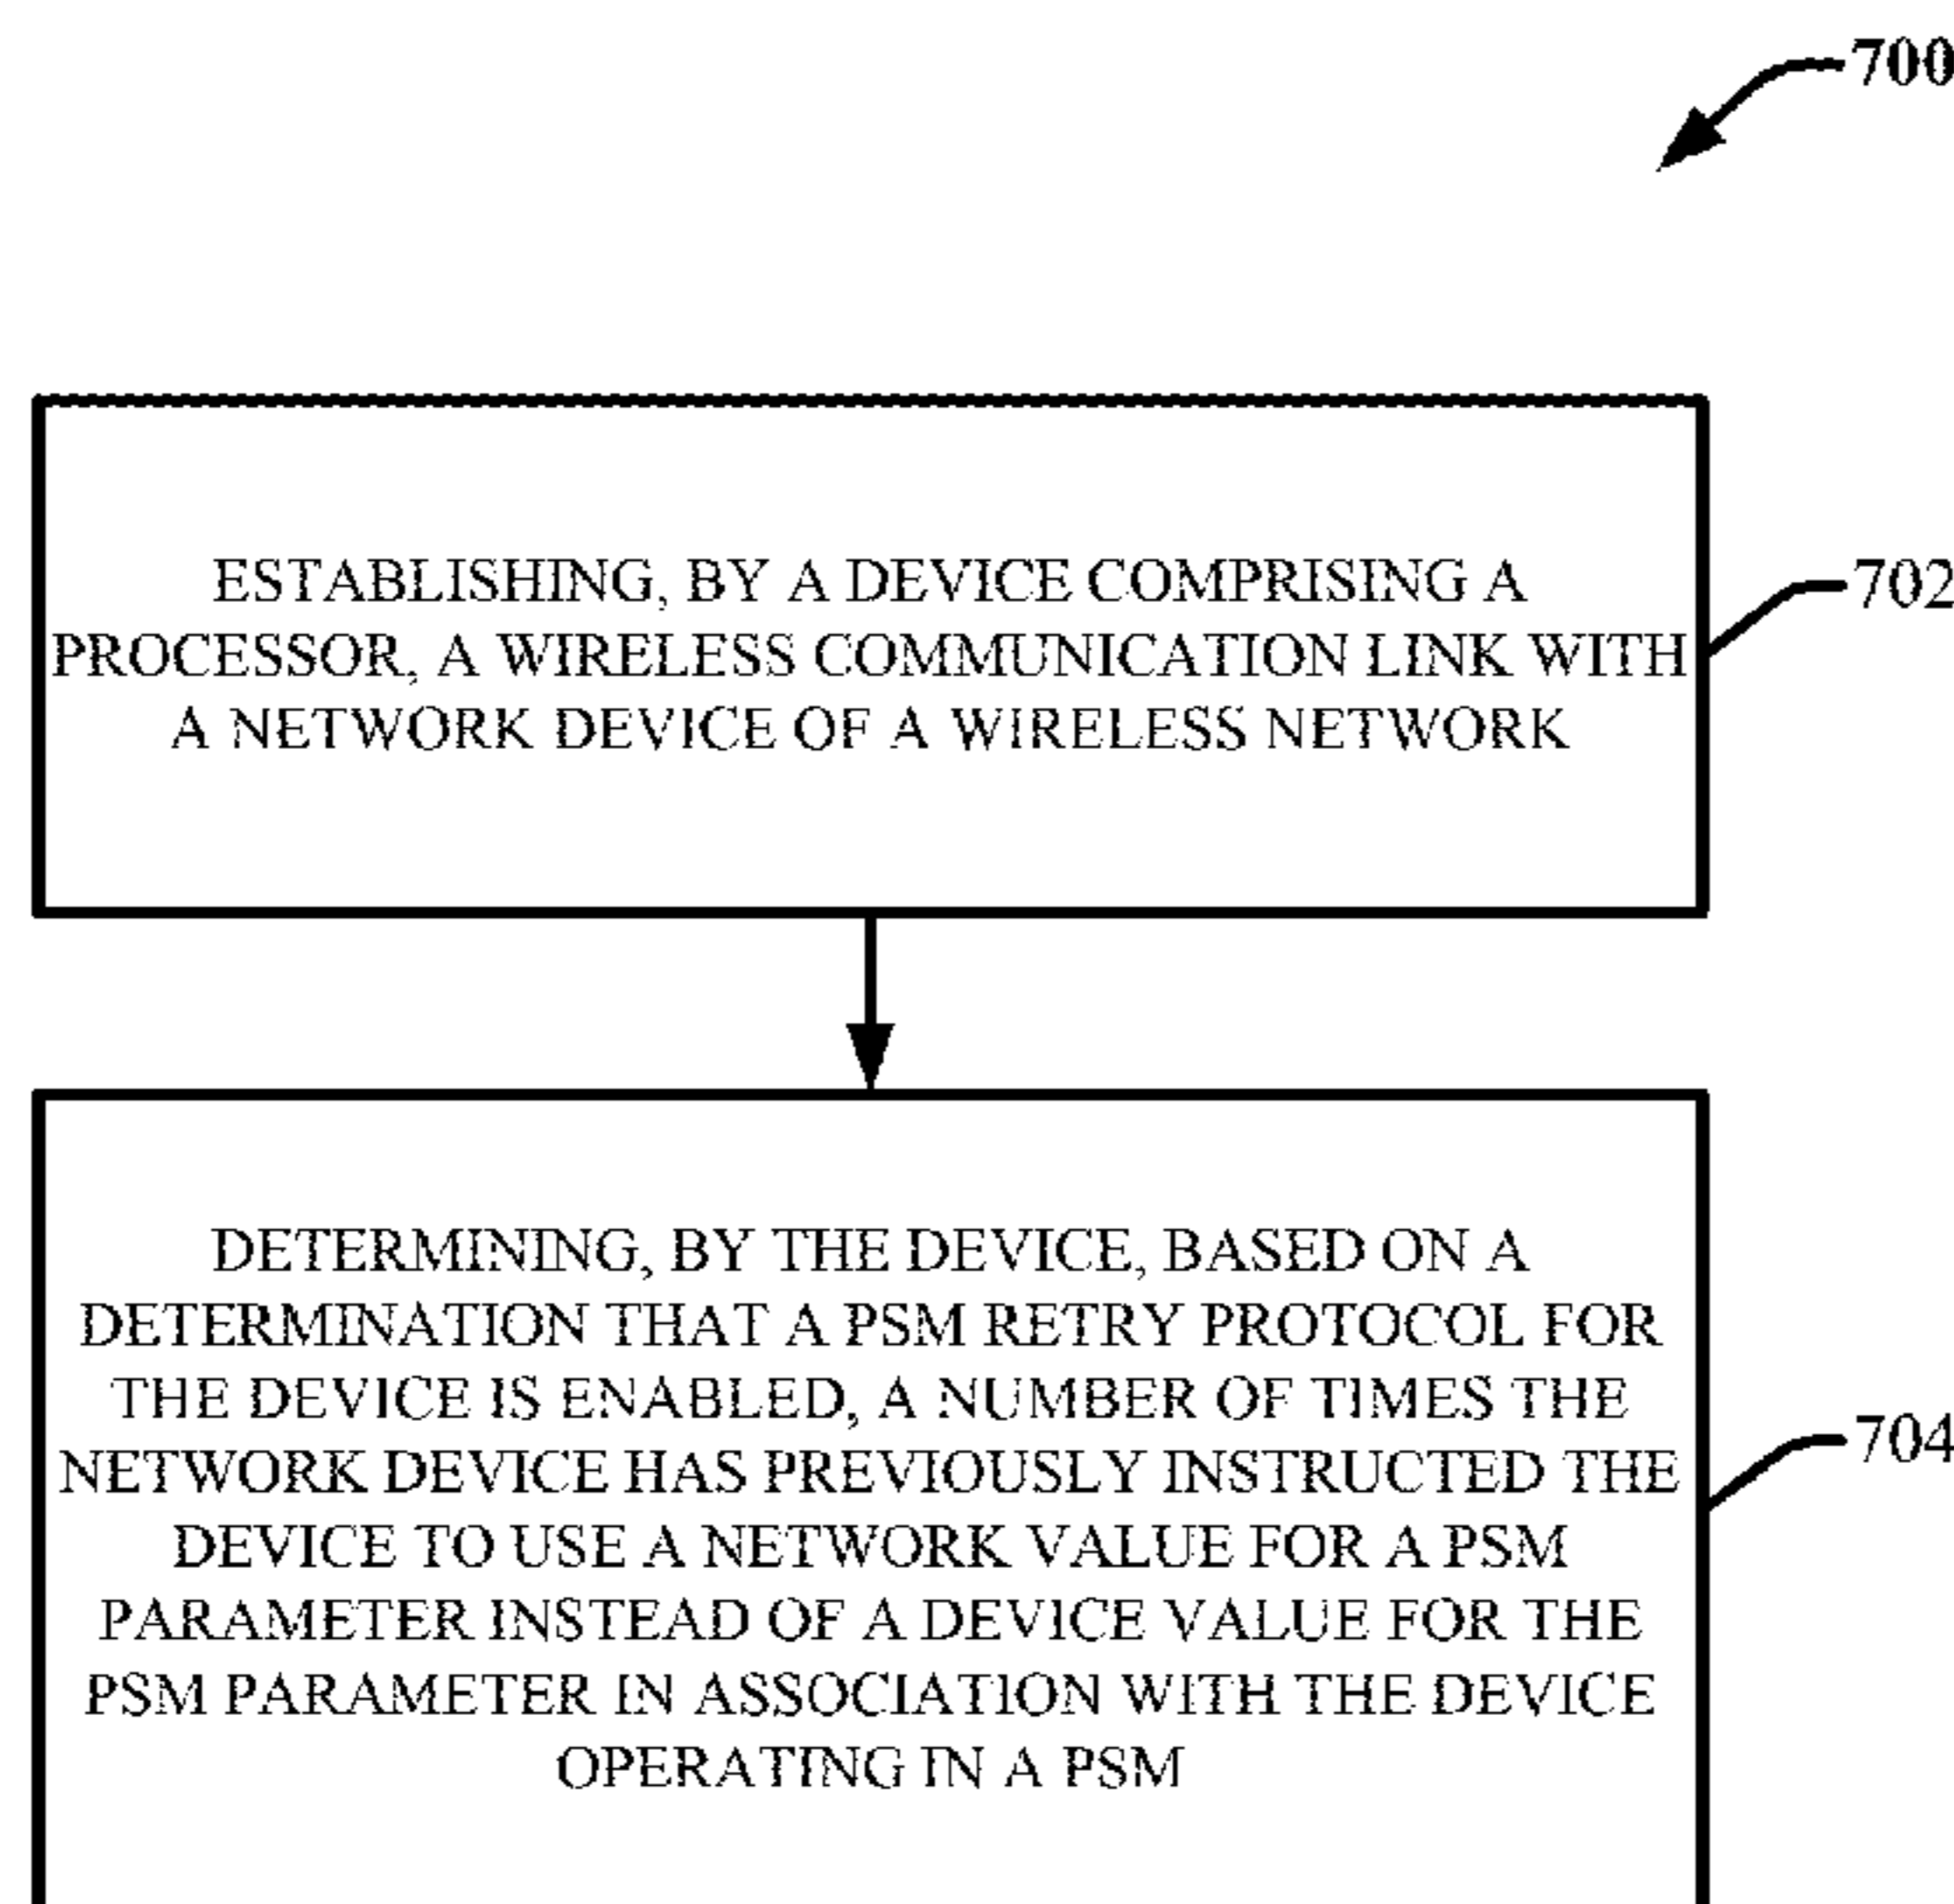 700
ESTABLISHING, BY A DEVICE COMPRISING A
PROCESSOR, A WIRELESS COMMUNICATION LINK WITH
A NETWORK DEVICE OF A WIRELESS NETWORK
702
DETERMINING, BY THE DEVICE, BASED ON A
DETERMINATION THAT A PSM RETRY PROTOCOL FOR
THE DEVICE IS ENABLED, A NUMBER OF TIMES THE
NETWORK DEVICE HAS PREVIOUSLY INSTRUCTED THE
DEVICE TO USE A NETWORK VALUE FOR A PSM
PARAMETER INSTEAD OF A DEVICE VALUE FOR THE
PSM PARAMETER IN ASSOCIATION WITH THE DEVICE
OPERATING IN A PSM
704